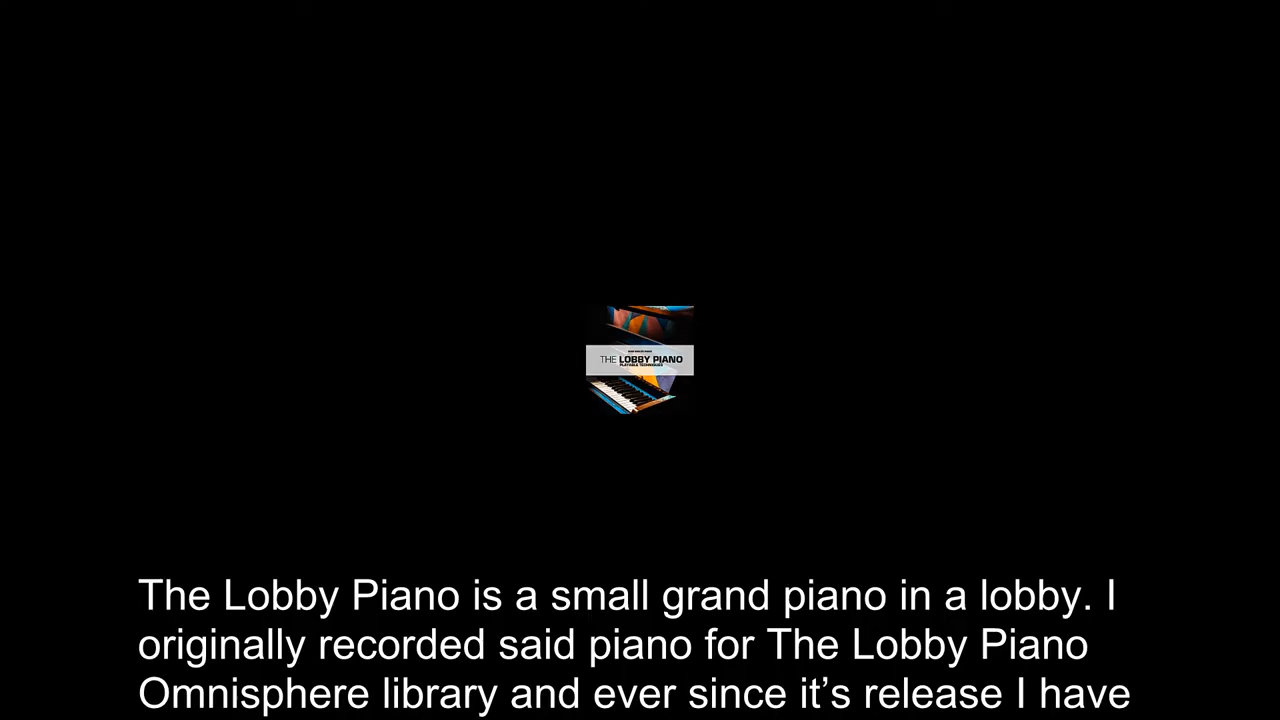 THE LOBBY PIANO
PLAYABLE TECHNIQUES
The Lobby Piano is a small grand piano in a lobby. I
originally recorded said piano for The Lobby Piano
Omnisphere library and ever since it’s release I have